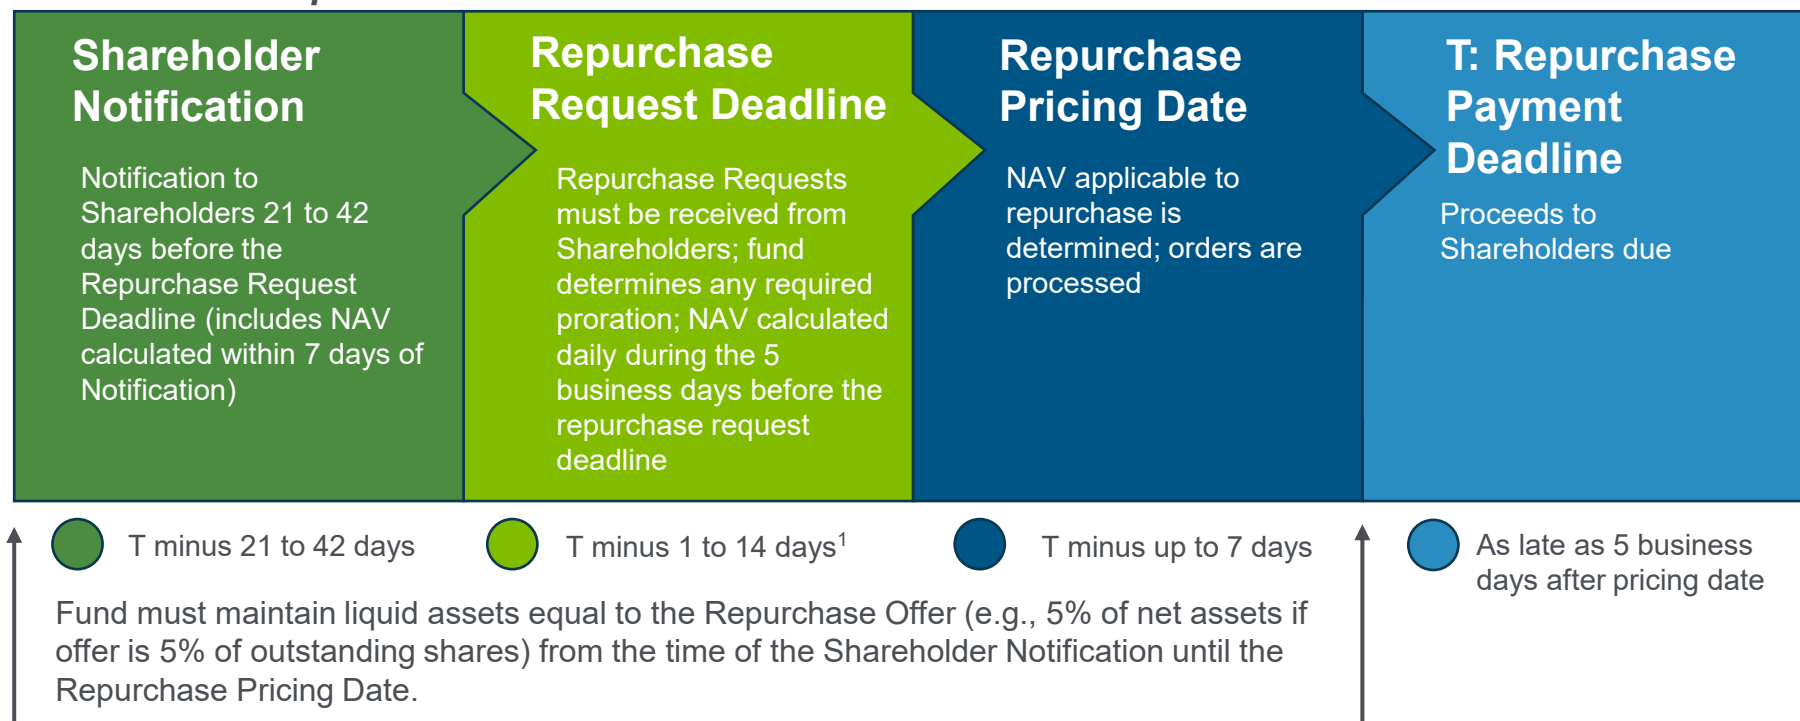 Shareholder
Notification
Notification to
Shareholders 21 to 42
days before the
Repurchase Request
Deadline (includes NAV
calculated within 7 days of
Notification)
Repurchase
Request Deadline
Repurchase Requests
must be received from
Shareholders; fund
determines any required
proration; NAV calculated
daily during the 5
business days before the
repurchase request
deadline
Repurchase
Pricing Date
NAV applicable to
repurchase is
determined; orders are
processed
T: Repurchase
Payment
Deadline
Proceeds to
Shareholders due
T minus 21 to 42 days
T minus 1 to 14 days¹
T minus up to 7 days
As late as 5 business
days after pricing date
Fund must maintain liquid assets equal to the Repurchase Offer (e.g., 5% of net assets if
offer is 5% of outstanding shares) from the time of the Shareholder Notification until the
Repurchase Pricing Date.